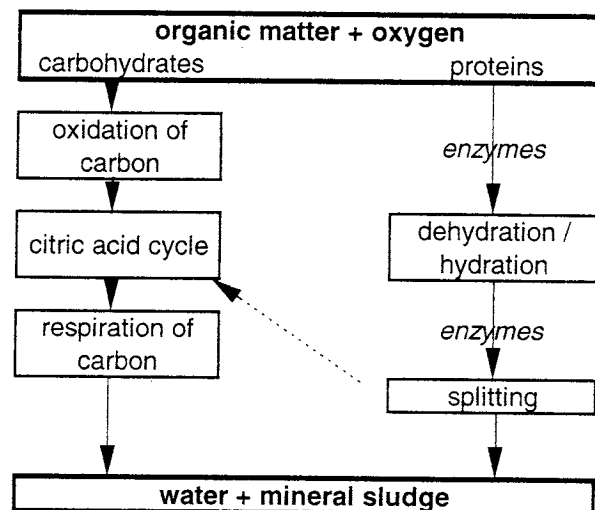 organic matter + oxygen
carbohydrates
proteins
oxidation of
carbon
enzymes
citric acid cycle
dehydration /
hydration
respiration of
carbon
enzymes
splitting
water + mineral sludge